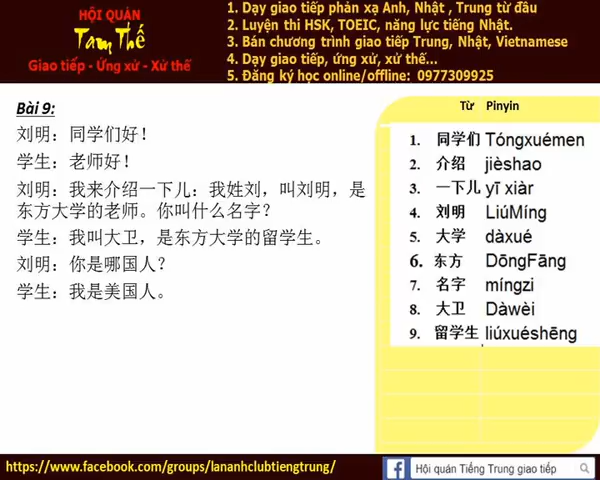 HỘI QUÁN
Tam Thế
Giao tiếp - Ứng xử - Xử thế
1. Dạy giao tiếp phản xạ Anh, Nhật , Trung từ đầu
2. Luyện thi HSK, TOEIC, năng lực tiếng Nhật.
3. Bán chương trình giao tiếp Trung, Nhật, Vietnamese
4. Dạy giao tiếp, ứng xử, xử thế...
5. Đăng ký học online/offline: 0977309925
Bài 9:
刘明：同学们好！
学生：老师好！
刘明：我来介绍一下儿：我姓刘，叫刘明，是
东方大学的老师。你叫什么名字？
学生：我叫大卫，是东方大学的留学生。
刘明：你是哪国人？
学生：我是美国人。
Từ Pinyin
1. 同学们 Tóngxuémen
2. 介绍 jièshao
3. 一下儿 yī xiàr
4. 刘明 LiúMíng
5. 大学 dàxué
6. 东方 DōngFāng
7. 名字 míngzi
8. 大卫 Dàwèi
9. 留学生 liúxuéshēng
https://www.facebook.com/groups/lananhclubtiengtrung/
f Hội quán Tiếng Trung giao tiếp